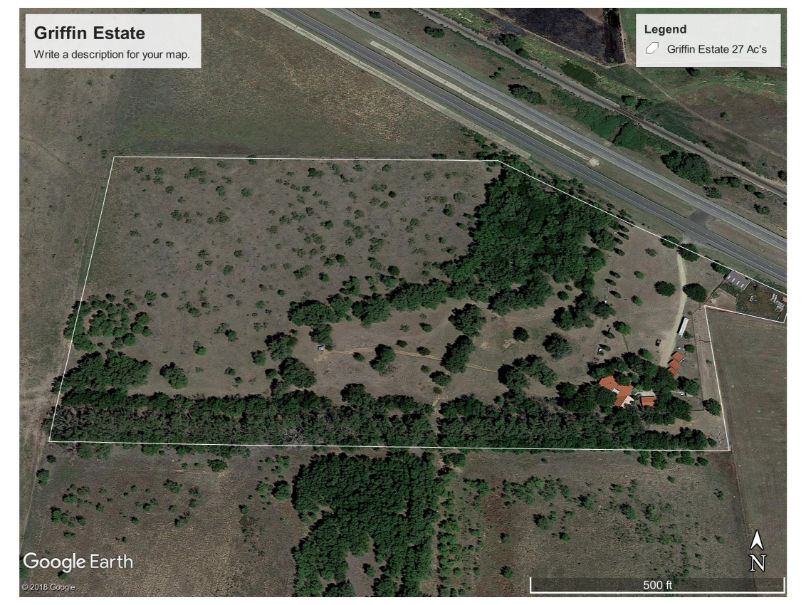 Griffin Estate
Write a description for your map.
Legend
Griffin Estate 27 Ac's
Google Earth
© 2018 Google
N
500 ft